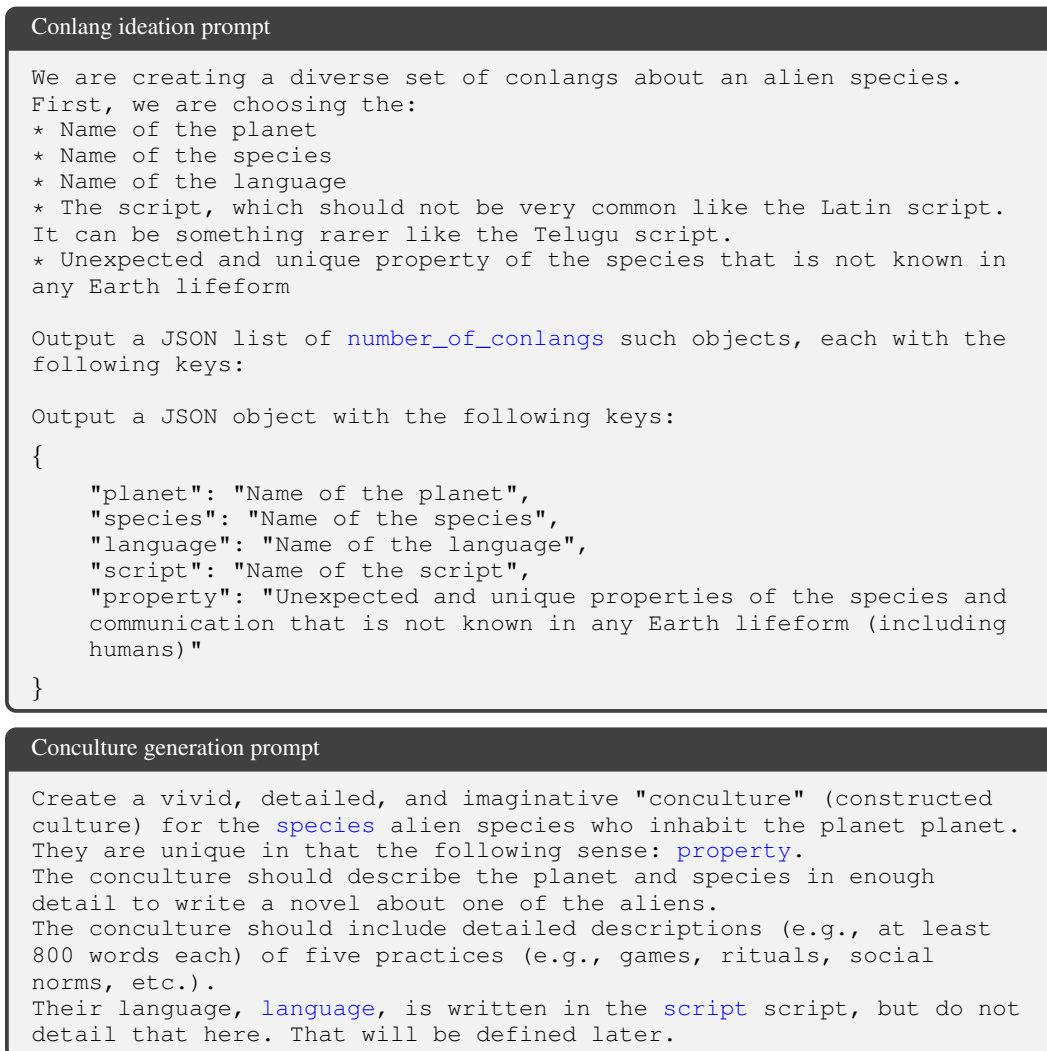 Conlang ideation prompt
We are creating a diverse set of conlangs about an alien species.
First, we are choosing the:
* Name of the planet
* Name of the species
* Name of the language
* The script, which should not be very common like the Latin script.
It can be something rarer like the Telugu script.
* Unexpected and unique property of the species that is not known in
any Earth lifeform
Output a JSON list of number_of_conlangs such objects, each with the
following keys:
Output a JSON object with the following keys:
{
"planet": "Name of the planet",
"species": "Name of the species",
"language": "Name of the language",
"script": "Name of the script",
"property": "Unexpected and unique properties of the species and
communication that is not known in any Earth lifeform (including
humans)"
}
Conculture generation prompt
Create a vivid, detailed, and imaginative "conculture" (constructed
culture) for the species alien species who inhabit the planet planet.
They are unique in that the following sense: property.
The conculture should describe the planet and species in enough
detail to write a novel about one of the aliens.
The conculture should include detailed descriptions (e.g., at least
800 words each) of five practices (e.g., games, rituals, social
norms, etc.).
Their language, language, is written in the script script, but do not
detail that here. That will be defined later.